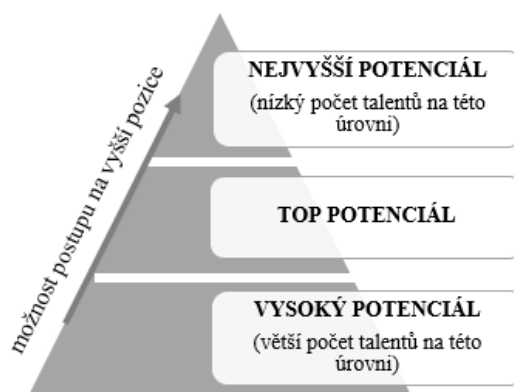 NEJVYŠŠÍ POTENCIÁL
(nízký počet talentů na této
úrovni)
možnost postupu na vyšší pozice
TOP POTENCIÁL
VYSOKÝ POTENCIÁL
(větší počet talentů na této
úrovni)